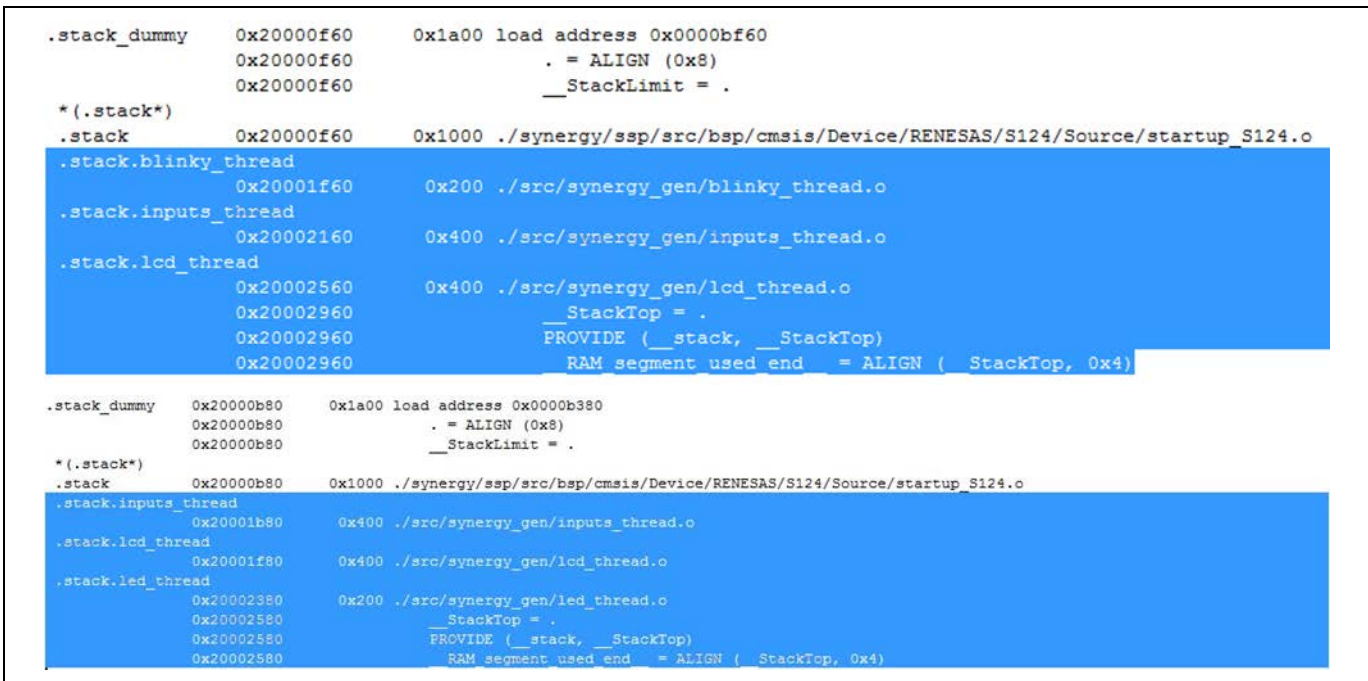 .stack_dummy 0x20000f60 0x1a00 load address 0x0000bf60
0x20000f60 . = ALIGN (0x8)
0x20000f60 __StackLimit = .
*(.stack*)
.stack 0x20000f60 0x1000 ./synergy/ssp/src/bsp/cmsis/Device/RENESAS/S124/Source/startup_S124.o
.stack.blinky_thread
0x20001f60 0x200 ./src/synergy_gen/blinky_thread.o
.stack.inputs_thread
0x20002160 0x400 ./src/synergy_gen/inputs_thread.o
.stack.lcd_thread
0x20002560 0x400 ./src/synergy_gen/lcd_thread.o
0x20002960 __StackTop = .
0x20002960 PROVIDE (__stack, __StackTop)
0x20002960 __RAM_segment_used_end__ = ALIGN (__StackTop, 0x4)
.stack_dummy 0x20000b80 0x1a00 load address 0x0000b380
0x20000b80 . = ALIGN (0x8)
0x20000b80 __StackLimit = .
*(.stack*)
.stack 0x20000b80 0x1000 ./synergy/ssp/src/bsp/cmsis/Device/RENESAS/S124/Source/startup_S124.o
.stack.inputs_thread
0x20001b80 0x400 ./src/synergy_gen/inputs_thread.o
.stack.lcd_thread
0x20001f80 0x400 ./src/synergy_gen/lcd_thread.o
.stack.led_thread
0x20002380 0x200 ./src/synergy_gen/led_thread.o
0x20002580 __StackTop = .
0x20002580 PROVIDE (__stack, __StackTop)
0x20002580 __RAM_segment_used_end__ = ALIGN (__StackTop, 0x4)